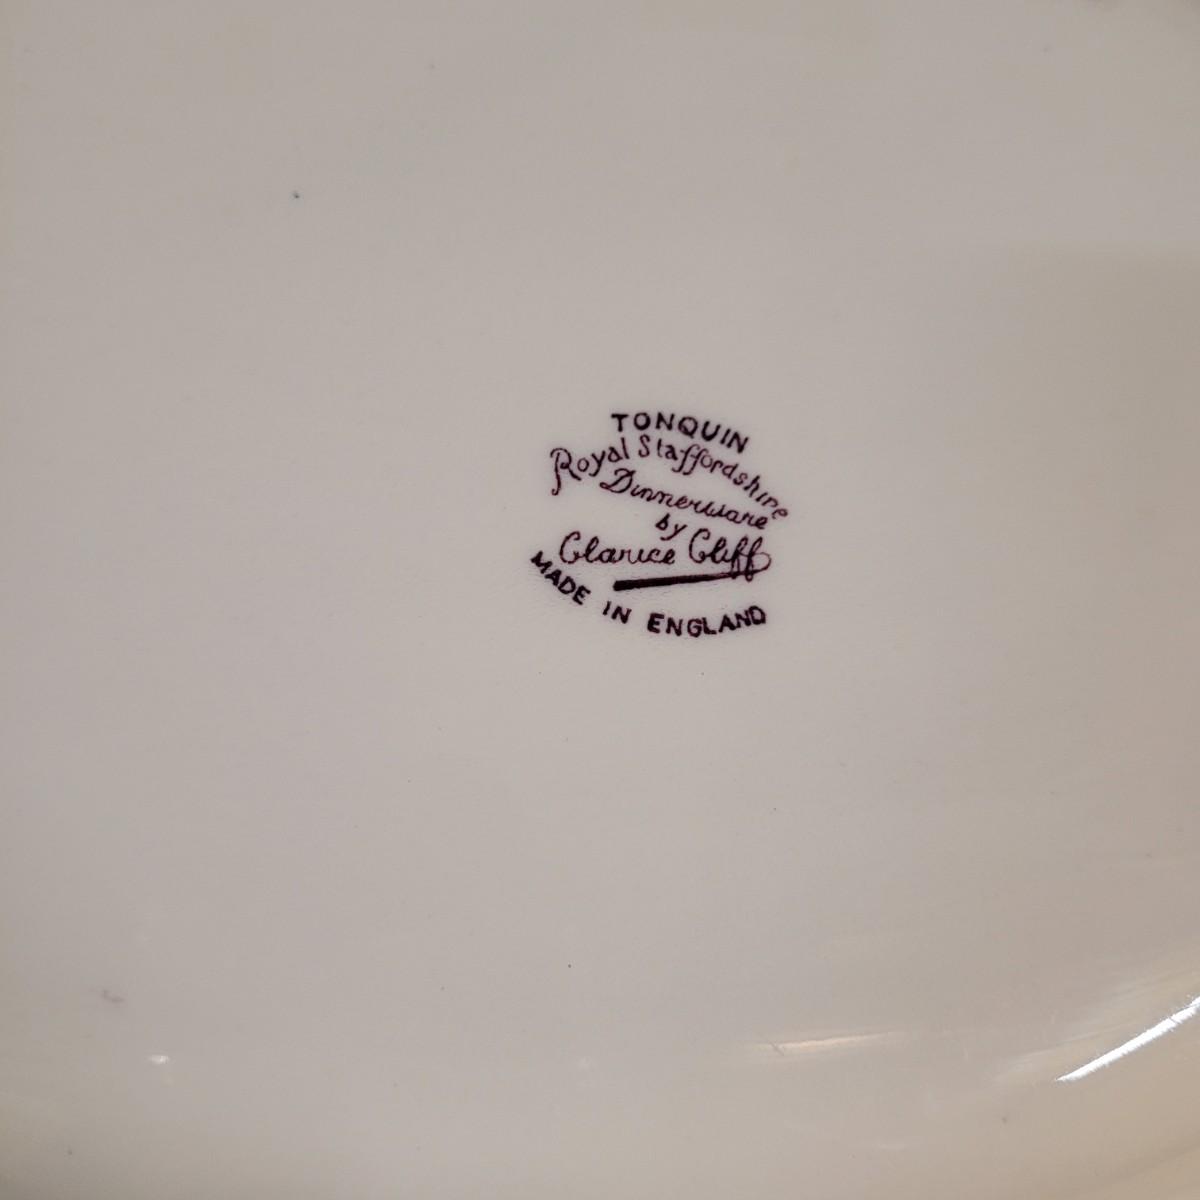 TONQUIN
Royal Staffordshire
Dinnerware
by
Clarice Cliff
MADE IN ENGLAND